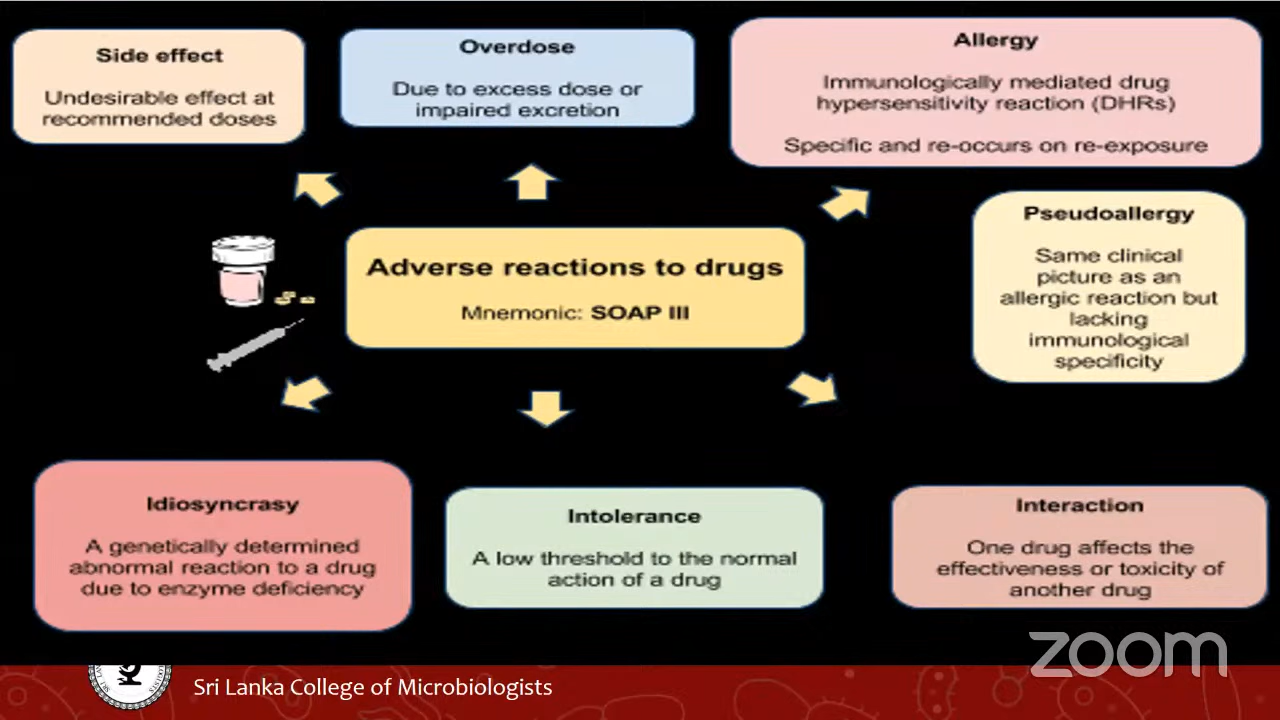 Side effect
Undesirable effect at
recommended doses
Overdose
Due to excess dose or
impaired excretion
Allergy
Immunologically mediated drug
hypersensitivity reaction (DHRs)
Specific and re-occurs on re-exposure
Adverse reactions to drugs
Mnemonic: SOAP III
Pseudoallergy
Same clinical
picture as an
allergic reaction but
lacking
immunological
specificity
Idiosyncrasy
A genetically determined
abnormal reaction to a drug
due to enzyme deficiency
Intolerance
A low threshold to the normal
action of a drug
Interaction
One drug affects the
effectiveness or toxicity of
another drug
zoom
Sri Lanka College of Microbiologists